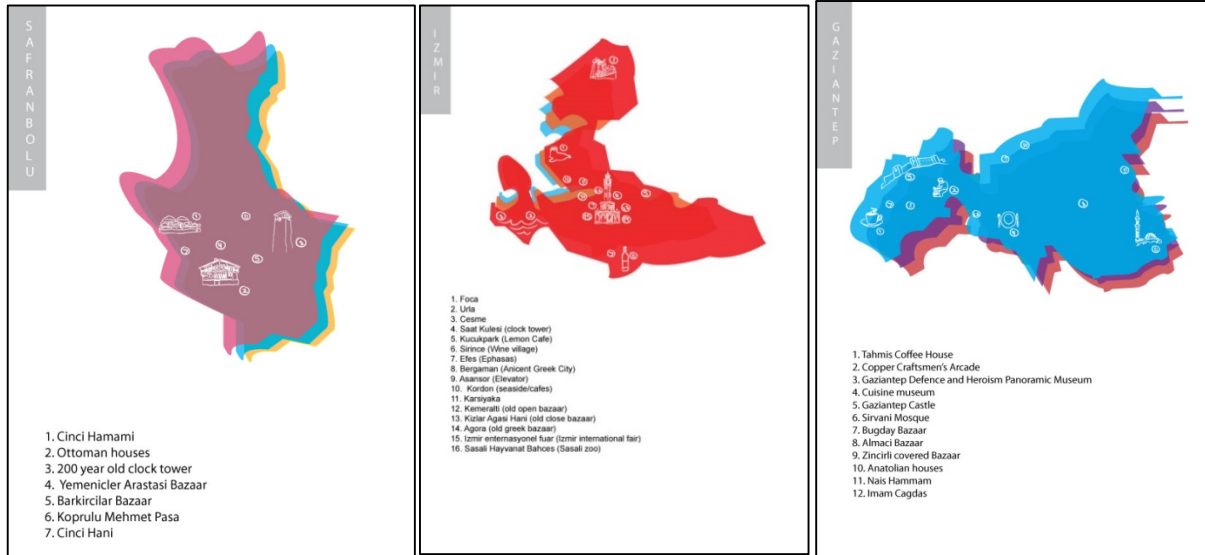 SAFRANBOLU
1. Cinci Hamami
2. Ottoman houses
3. 200 year old clock tower
4. Yemenicler Arastasi Bazaar
5. Barkircilar Bazaar
6. Koprulu Mehmet Pasa
7. Cinci Hani
IZMIR
1. Foca
2. Urla
3. Cesme
4. Saat Kulesi (clock tower)
5. Kucukpark (Lemon Cafe)
6. Sirince (Wine village)
7. Efes (Ephasas)
8. Bergaman (Anicent Greek City)
9. Asansor (Elevator)
10. Kordon (seaside/cafes)
11. Karsiyaka
12. Kemeralti (old open bazaar)
13. Kizlar Agasi Hani (old close bazaar)
14. Agora (old greek bazaar)
15. Izmir enternasyonel fuar (Izmir international fair)
16. Sasali Hayvanat Bahces (Sasali zoo)
GAZIANTEP
1. Tahmis Coffee House
2. Copper Craftsmen's Arcade
3. Gaziantep Defence and Heroism Panoramic Museum
4. Cuisine museum
5. Gaziantep Castle
6. Sirvani Mosque
7. Bugday Bazaar
8. Almaci Bazaar
9. Zincirli covered Bazaar
10. Anatolian houses
11. Nais Hammam
12. Imam Cagdas